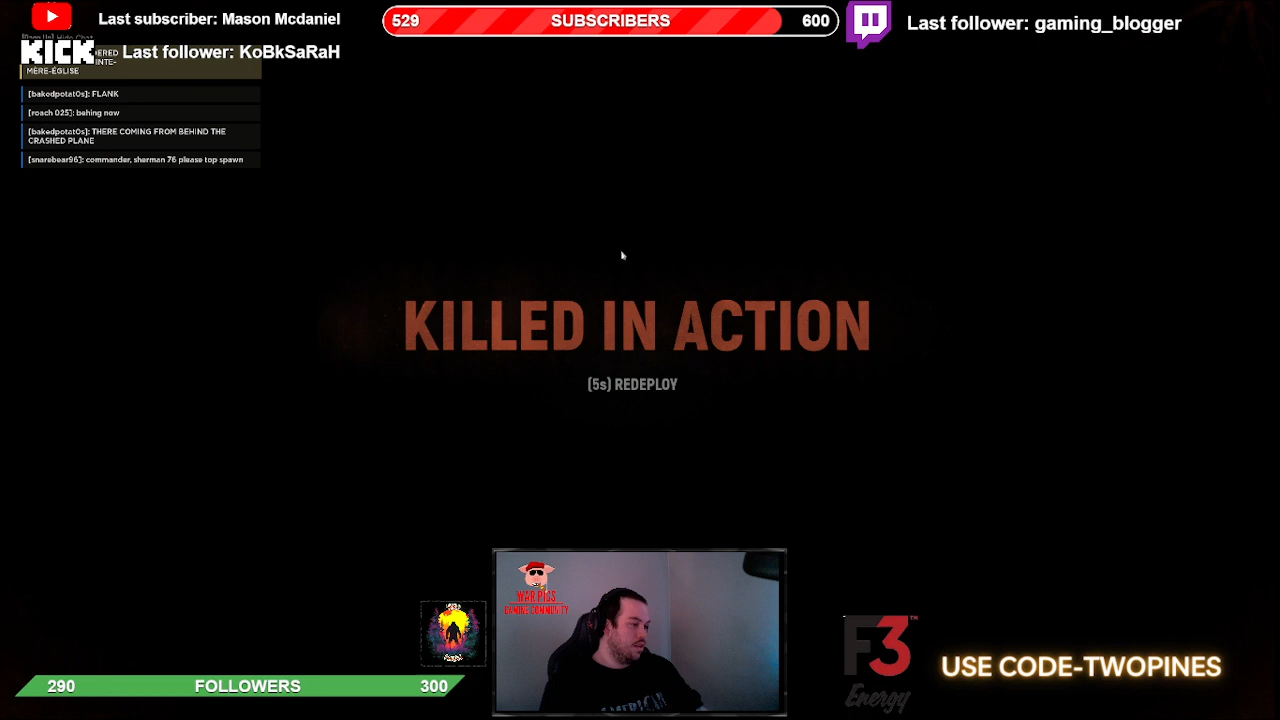 Last subscriber: Mason Mcdaniel
529 SUBSCRIBERS 600
Last follower: gaming_blogger
KICK
Last follower: KoBkSaRaH
MÈRE-ÉGLISE
[bakedpotat0s]: FLANK
[roach 025]: behing now
[bakedpotat0s]: THERE COMING FROM BEHIND THE
CRASHED PLANE
[snarebear96]: commander, sherman 76 please top spawn
KILLED IN ACTION
(5s) REDEPLOY
WAR PIGS
GAMING COMMUNITY
AMERICAN
F3™
Energy
USE CODE-TWOPINES
290 FOLLOWERS 300